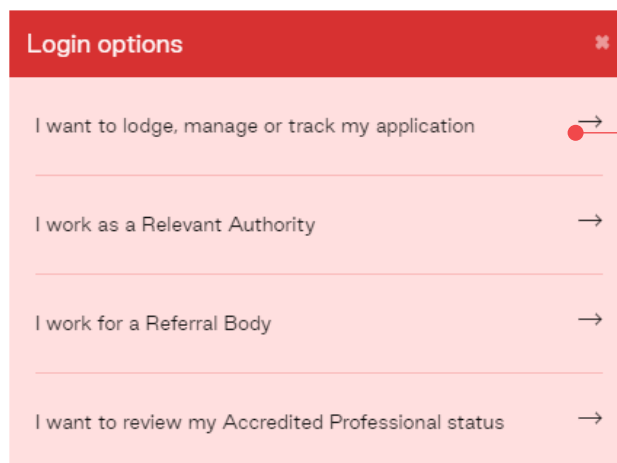 Login options
I want to lodge, manage or track my application
I work as a Relevant Authority
I work for a Referral Body
I want to review my Accredited Professional status